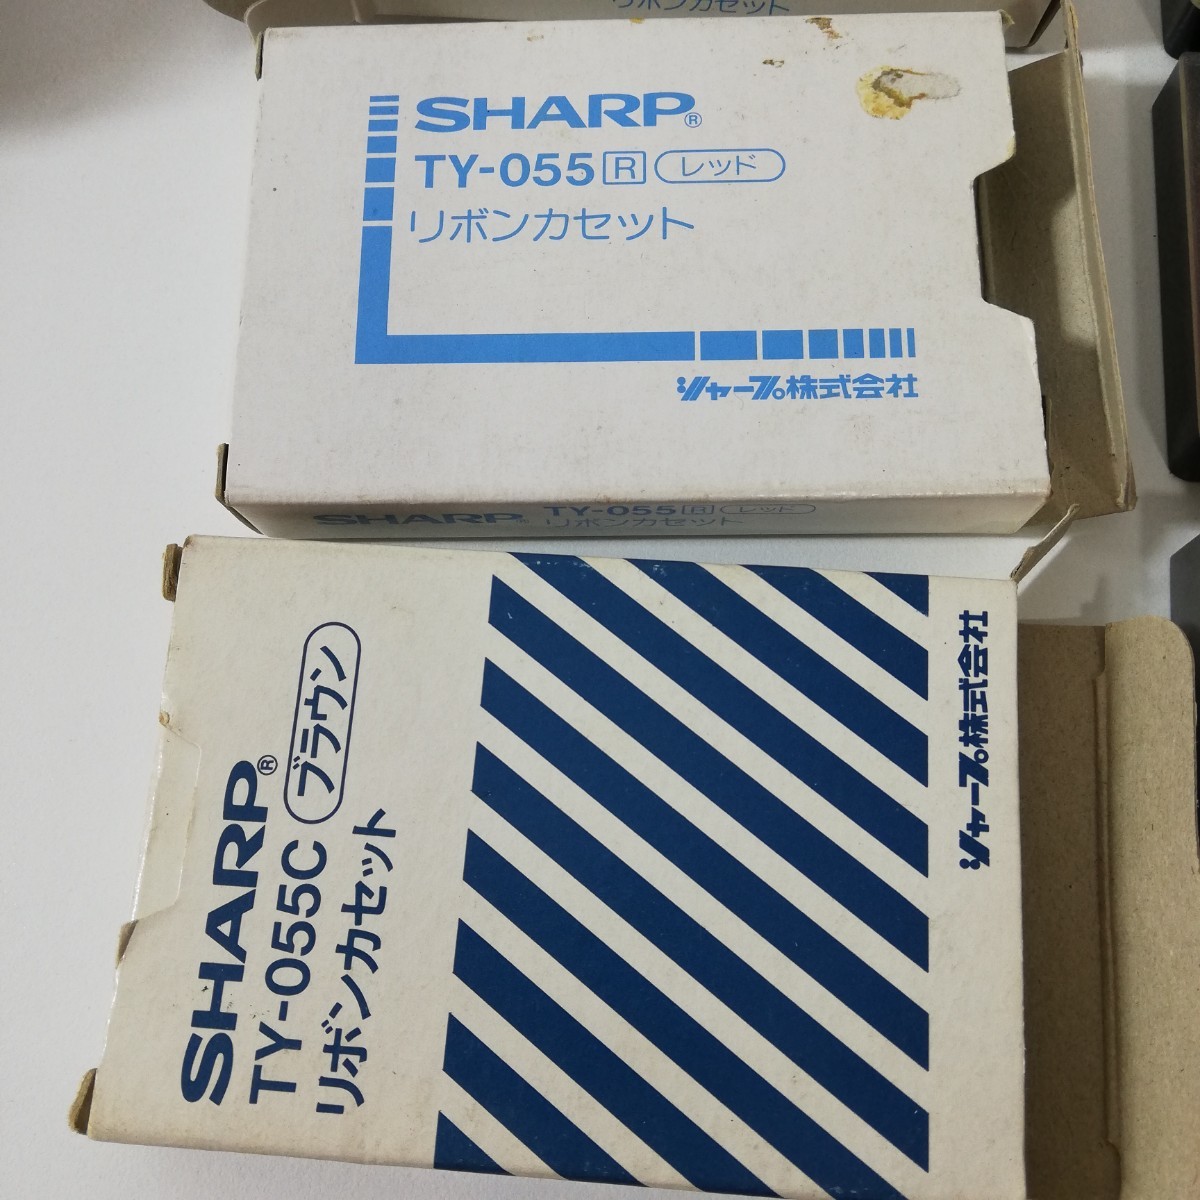 リボンカセット
SHARP®
TY-055 R レッド
リボンカセット
シャープ株式会社
SHARP® TY-055 R レッド
リボンカセット
SHARP®
TY-055C ブラウン
リボンカセット
シャープ株式会社